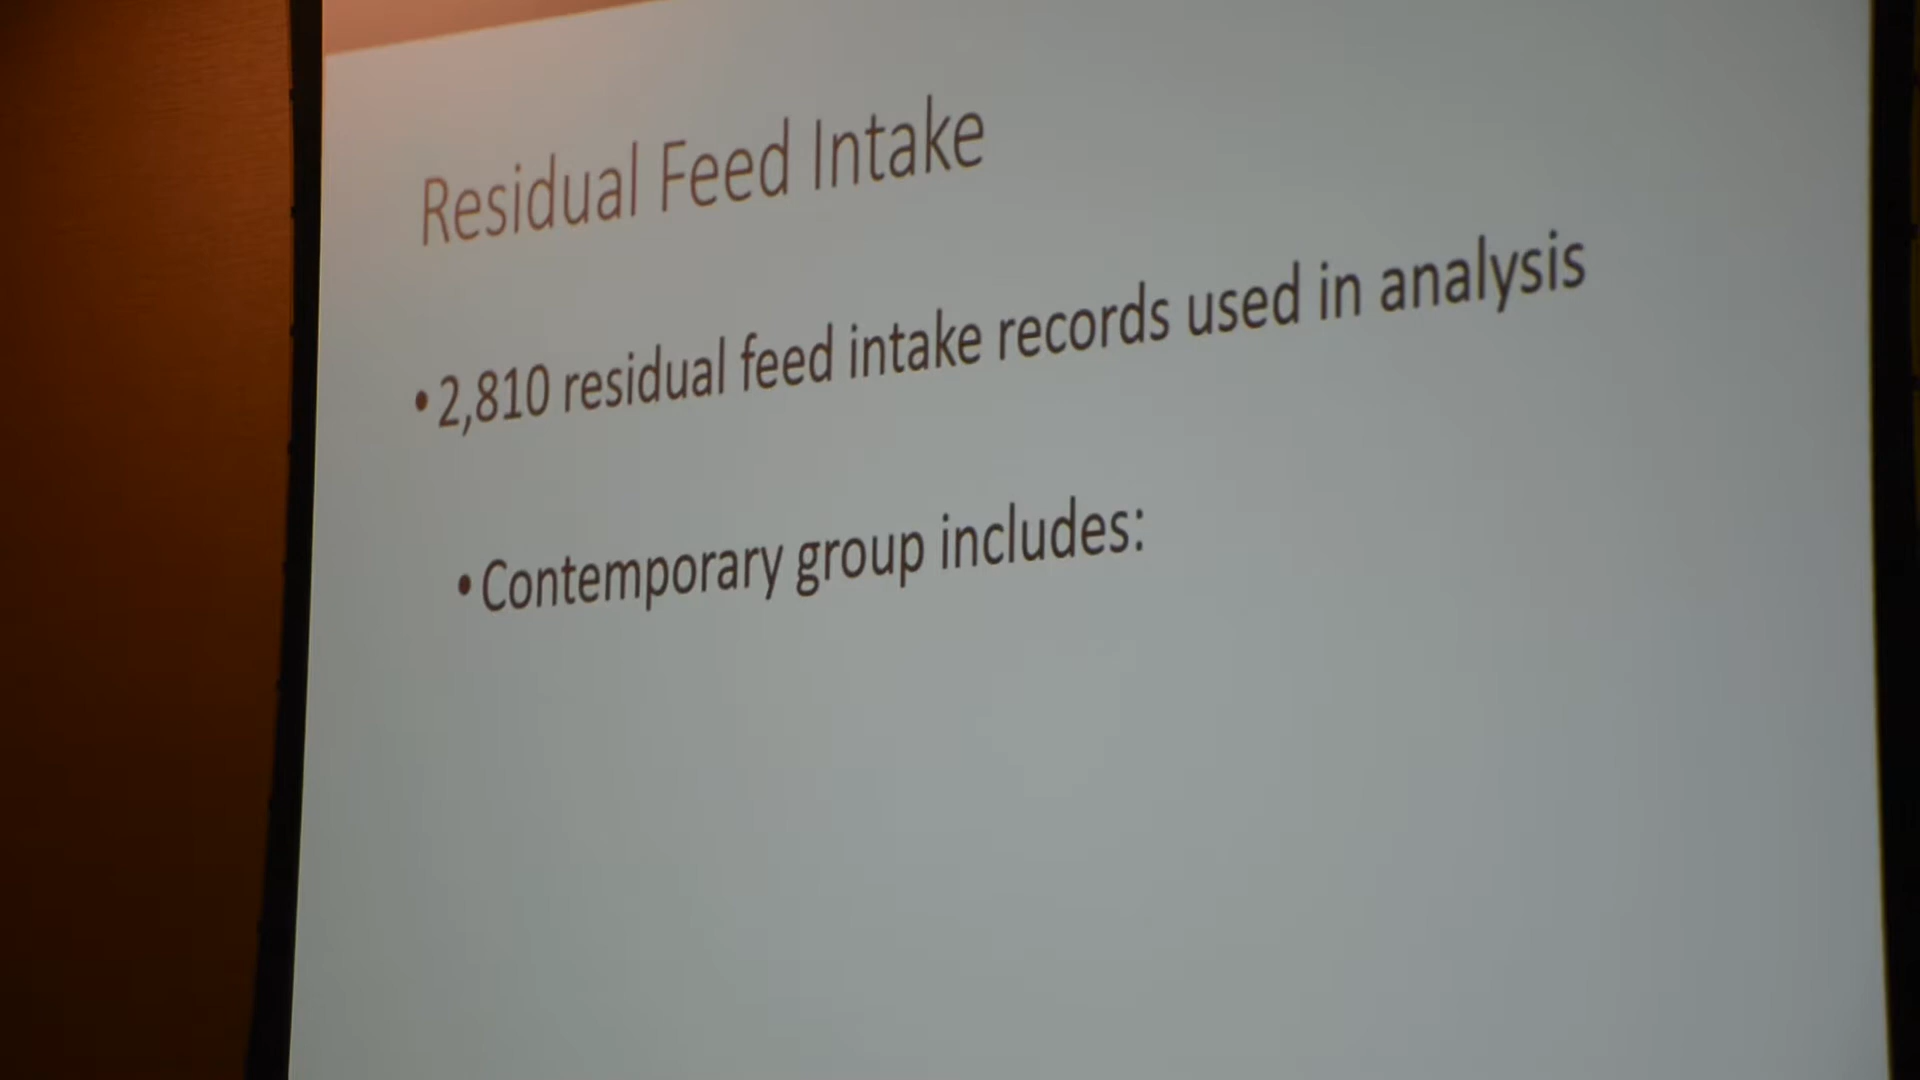 Residual Feed Intake
•2,810 residual feed intake records used in analysis
•Contemporary group includes: